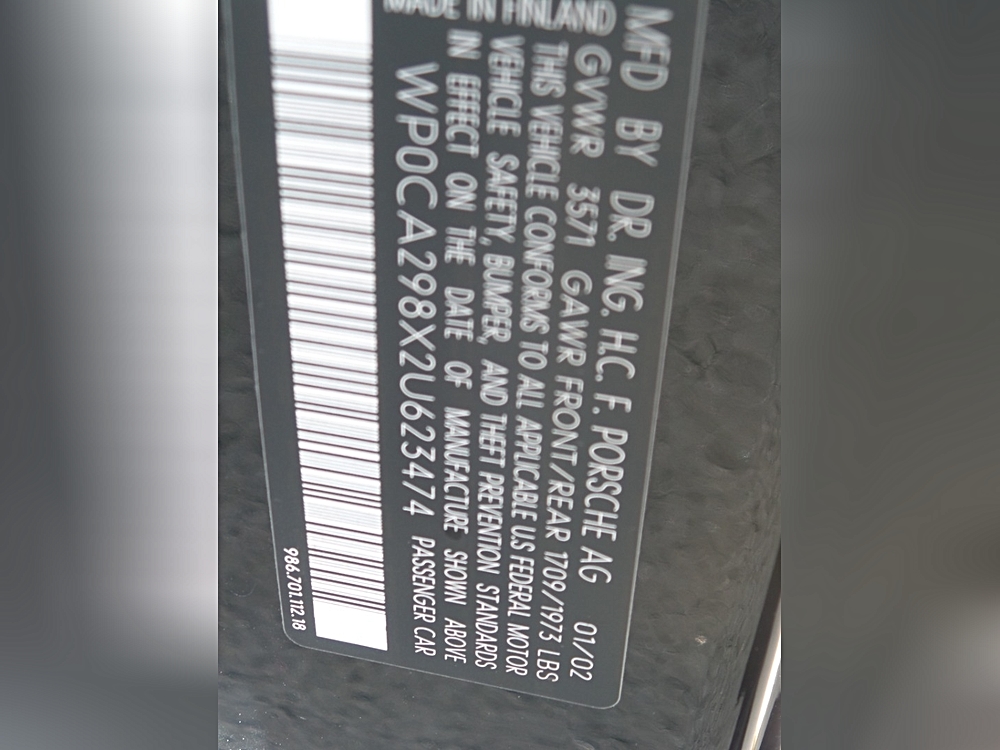 MFD BY DR. ING. H.C. F. PORSCHE AG 01/02
GVWR 3571 GAWR FRONT/REAR 1709/1973 LBS
THIS VEHICLE CONFORMS TO ALL APPLICABLE US FEDERAL MOTOR
VEHICLE SAFETY, BUMPER, AND THEFT PREVENTION STANDARDS
IN EFFECT ON THE DATE OF MANUFACTURE SHOWN ABOVE
MADE IN FINLAND
WP0CA298X2U623474 PASSENGER CAR
986.701.112.18